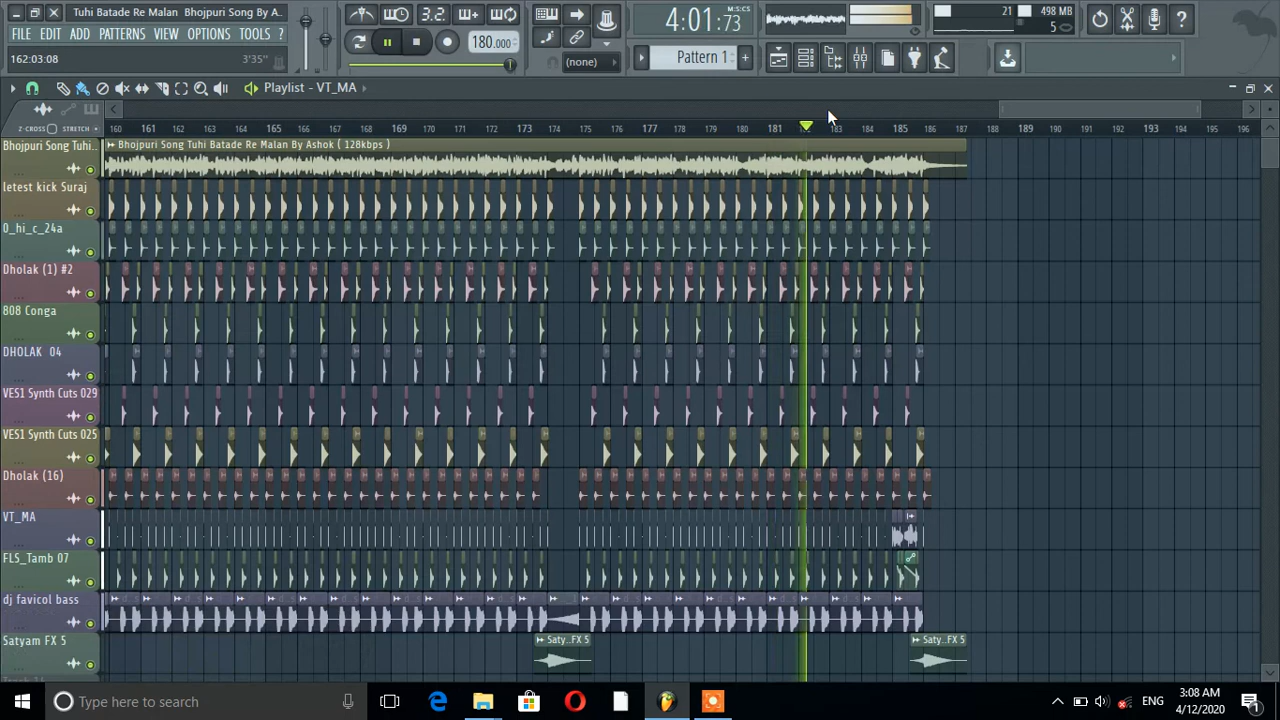 Tuhi Batade Re Malan Bhojpuri Song By A..
FILE EDIT ADD PATTERNS VIEW OPTIONS TOOLS ?
162:03:08 3'35"
3.2..
180.000
(none)
4:01:73
M:S:CS
Pattern 1
21 498 MB
5
Playlist - VT_MA
Z-CROSS STRETCH
160 161 162 163 164 165 166 167 168 169 170 171 172 173 174 175 176 177 178 179 180 181 183 184 185 186 187 188 189 190 191 192 193 194 195 196
Bhojpuri Song Tuhi..
Bhojpuri Song Tuhi Batade Re Malan By Ashok ( 128kbps )
letest kick Suraj
O_hi_c_24a
Dholak (1) #2
808 Conga
DHOLAK 04
VES1 Synth Cuts 029
VES1 Synth Cuts 025
Dholak (16)
VT_MA
FLS_Tamb 07
dj favicol bass
Satyam FX 5
Saty..FX 5
Saty..FX 5
Type here to search
ENG
3:08 AM
4/12/2020